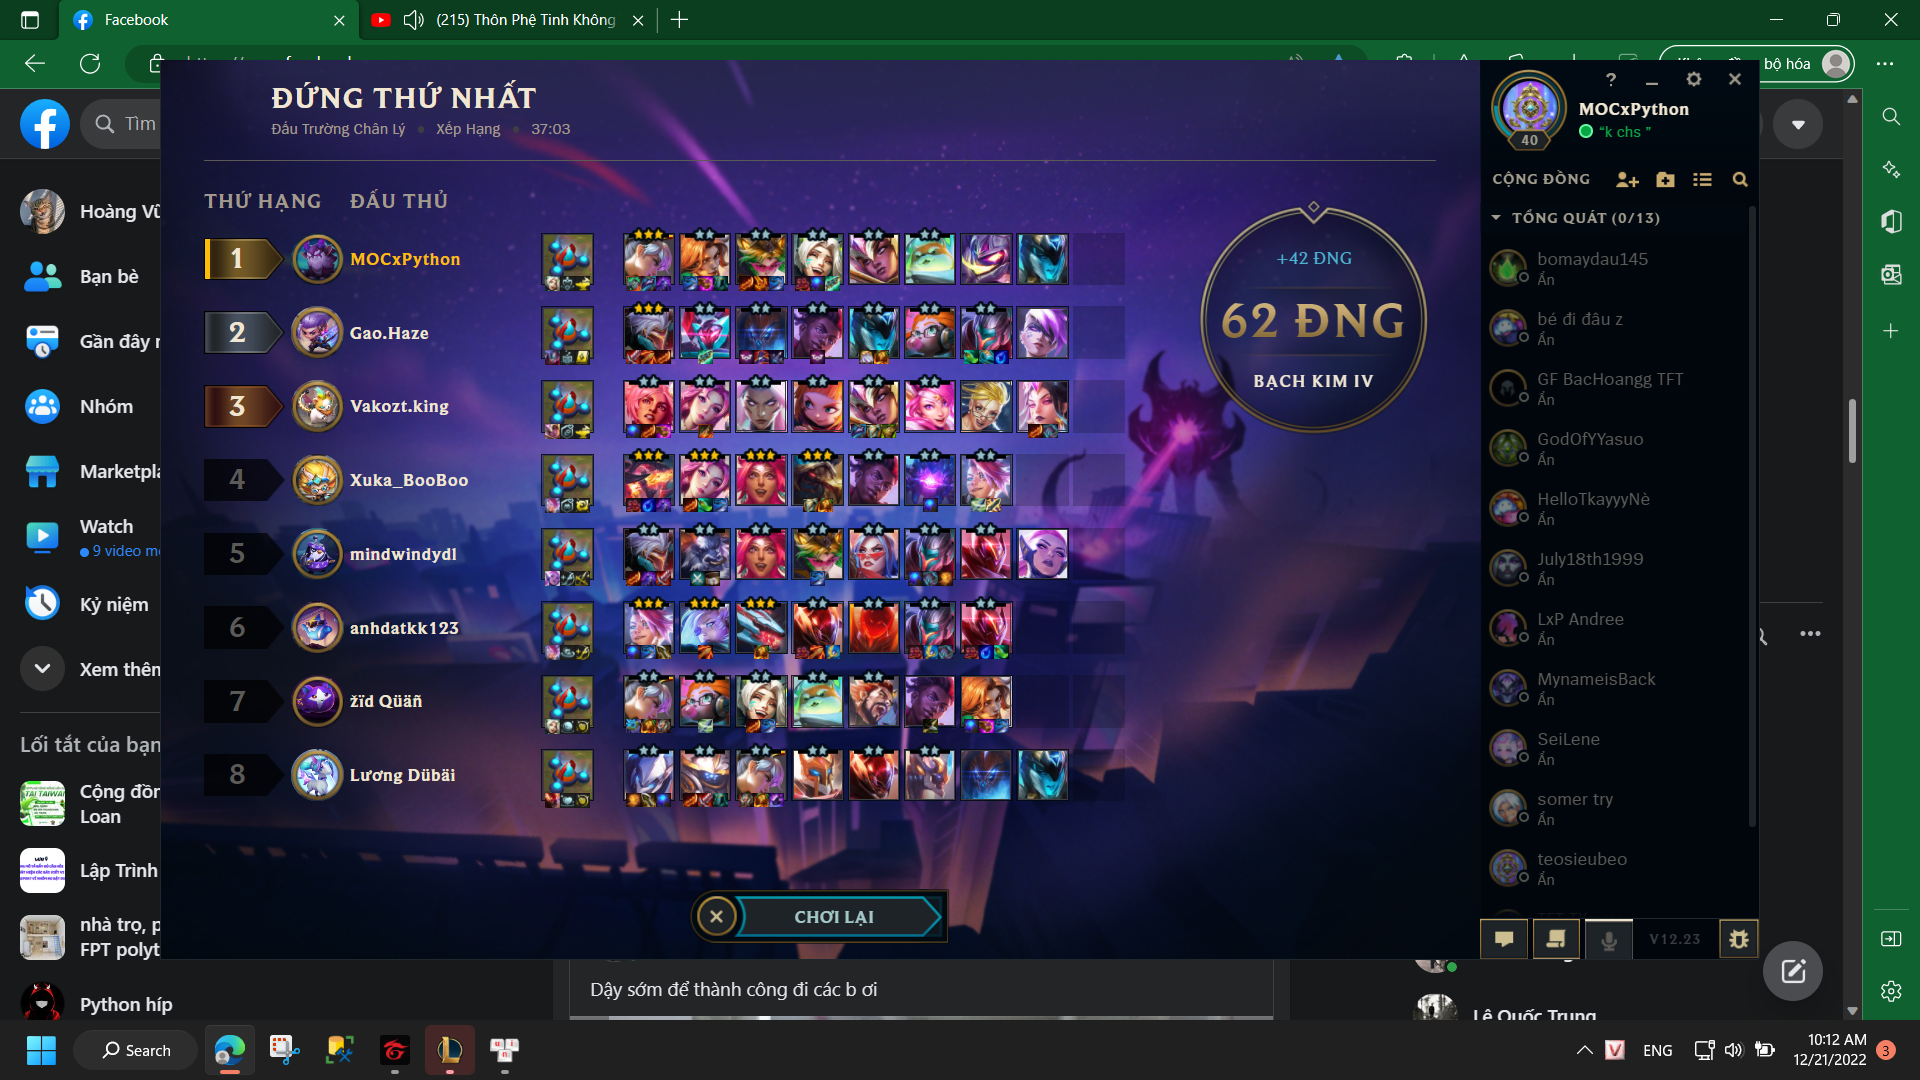 Facebook
(215) Thôn Phệ Tinh Không
bộ hóa
Tìm
Hoàng Vũ
Bạn bè
Gần đây n
Nhóm
Marketpla
Watch
9 video m
Kỷ niệm
Xem thên
Lối tắt của bạn
Cộng đồn
Loan
Lập Trình
nhà trọ, p
FPT polyt
Python híp
ĐỨNG THỨ NHẤT
Đấu Trường Chân Lý • Xếp Hạng • 37:03
THỨ HẠNG ĐẤU THỦ
1 MOCxPython
2 Gao.Haze
3 Vakozt.king
4 Xuka_BooBoo
5 mindwindydl
6 anhdatkk123
7 žïd Qüäñ
8 Lương Dübäi
+42 ĐNG
62 ĐNG
BẠCH KIM IV
CHƠI LẠI
MOCxPython
40
“k chs ”
CỘNG ĐỒNG
TỔNG QUÁT (0/13)
bomaydau145
Ẩn
bé đi đâu z
Ẩn
GF BacHoangg TFT
Ẩn
GodOfYYasuo
Ẩn
HelloTkayyyNè
Ẩn
July18th1999
Ẩn
LxP Andree
Ẩn
MynameisBack
Ẩn
SeiLene
Ẩn
somer try
Ẩn
teosieubeo
Ẩn
V12.23
Dậy sớm để thành công đi các b ơi
Lê Quốc Trung
Search
ENG
10:12 AM
12/21/2022
3